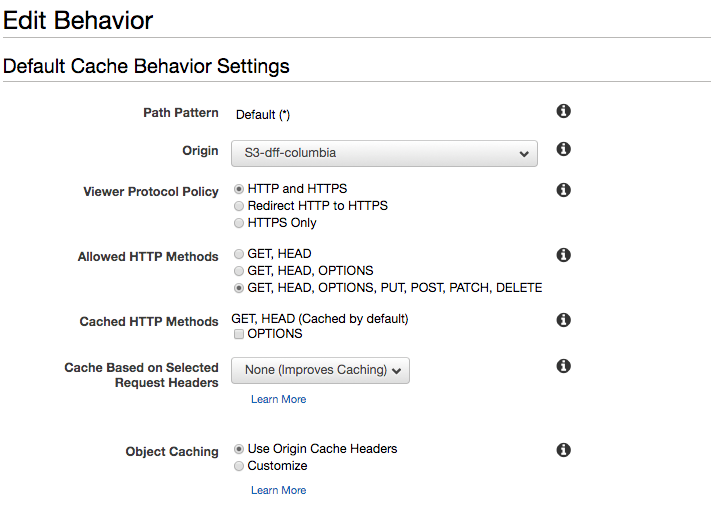 Edit Behavior
Default Cache Behavior Settings
Path Pattern Default (*)
Origin S3-dff-columbia
Viewer Protocol Policy HTTP and HTTPS
Redirect HTTP to HTTPS
HTTPS Only
Allowed HTTP Methods GET, HEAD
GET, HEAD, OPTIONS
GET, HEAD, OPTIONS, PUT, POST, PATCH, DELETE
Cached HTTP Methods GET, HEAD (Cached by default)
OPTIONS
Cache Based on Selected None (Improves Caching)
Request Headers
Learn More
Object Caching Use Origin Cache Headers
Customize
Learn More